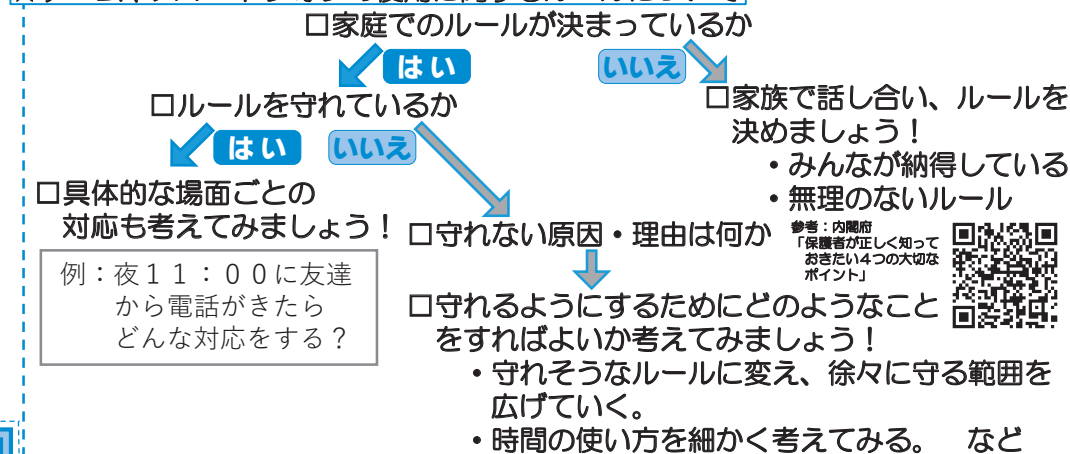 □家庭でのルールが決まっているか
はい
いいえ
□ルールを守れているか
はい
いいえ
□家族で話し合い、ルールを
決めましょう！
・みんなが納得している
・無理のないルール
参考：内閣府
「保護者が正しく知って
おきたい４つの大切な
ポイント」
□具体的な場面ごとの
対応も考えてみましょう！
例：夜１１：００に友達
から電話がきたら
どんな対応をする？
□守れない原因・理由は何か
□守れるようにするためにどのようなこと
をすればよいか考えてみましょう！
・守れそうなルールに変え、徐々に守る範囲を
広げていく。
・時間の使い方を細かく考えてみる。　など